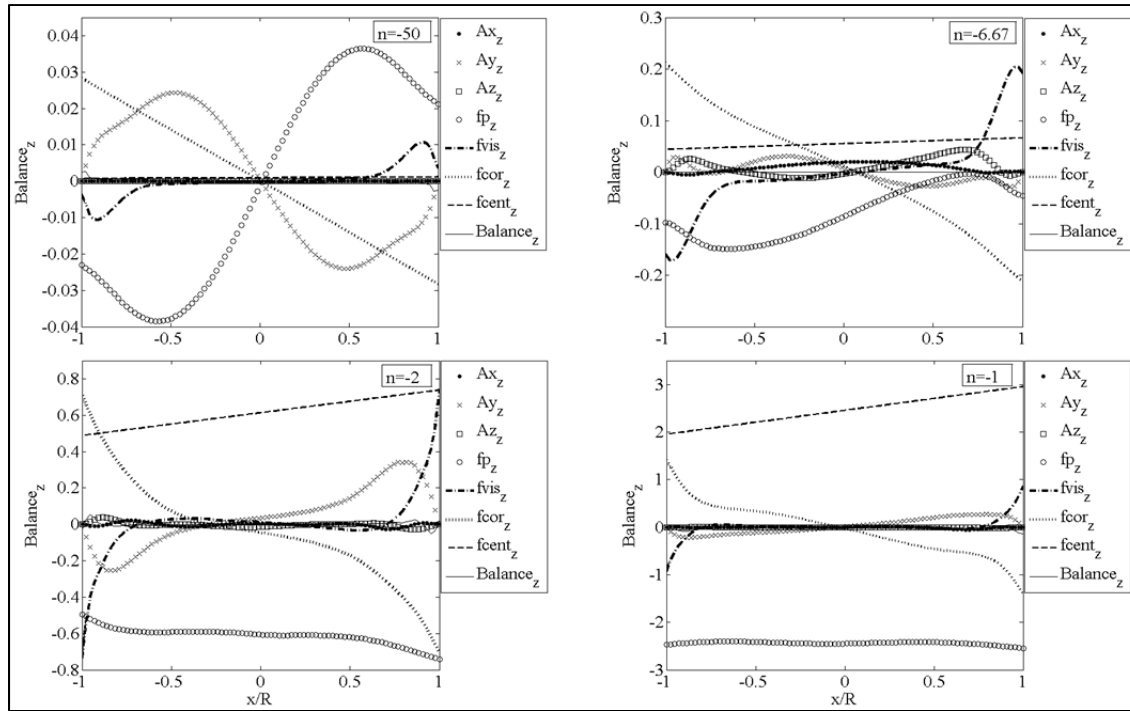 n=-50
Balance_z
0.04
0.03
0.02
0.01
0
-0.01
-0.02
-0.03
-0.04
-1
-0.5
0
0.5
1
Ax_z
Ay_z
Az_z
fp_z
fvis_z
fcor_z
fcent_z
Balance_z
n=-6.67
Balance_z
0.3
0.2
0.1
0
-0.1
-0.2
-1
-0.5
0
0.5
1
Ax_z
Ay_z
Az_z
fp_z
fvis_z
fcor_z
fcent_z
Balance_z
n=-2
Balance_z
0.8
0.6
0.4
0.2
0
-0.2
-0.4
-0.6
-0.8
-1
-0.5
0
0.5
1
x/R
Ax_z
Ay_z
Az_z
fp_z
fvis_z
fcor_z
fcent_z
Balance_z
n=-1
Balance_z
3
2
1
0
-1
-2
-3
-1
-0.5
0
0.5
1
x/R
Ax_z
Ay_z
Az_z
fp_z
fvis_z
fcor_z
fcent_z
Balance_z